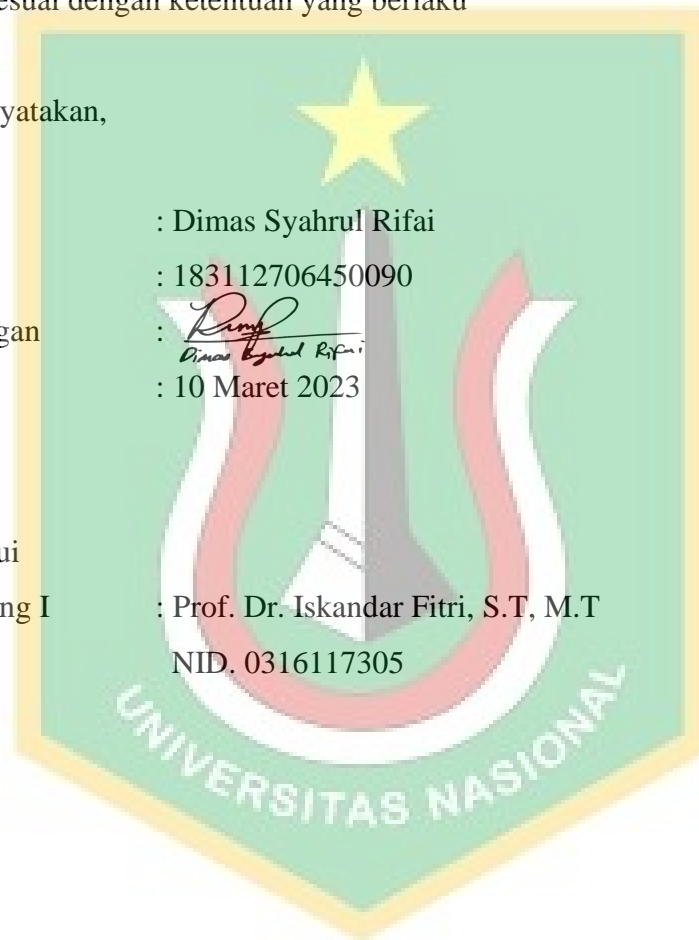 esuai dengan ketentuan yang berlaku
yatakan,
: Dimas Syahrul Rifai
: 183112706450090
gan :
Dimas Syahrul Rifai
: 10 Maret 2023
ui
ng I : Prof. Dr. Iskandar Fitri, S.T, M.T
NID. 0316117305
UNIVERSITAS NASIONAL